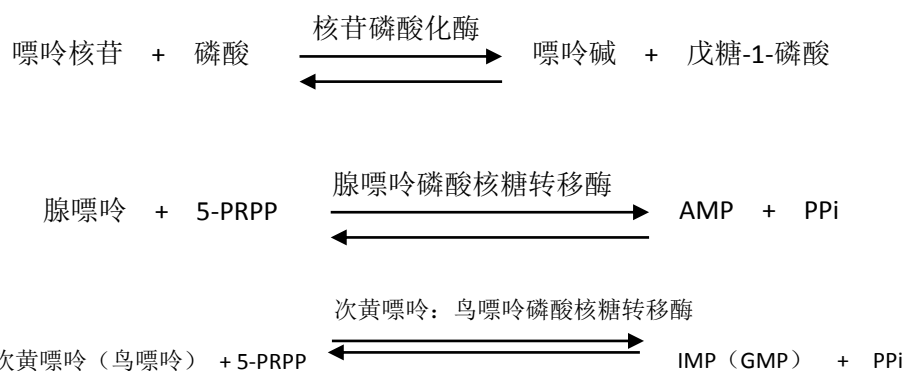 核苷磷酸化酶
嘌呤核苷 + 磷酸 嘌呤碱 + 戊糖-1-磷酸
腺嘌呤磷酸核糖转移酶
腺嘌呤 + 5-PRPP AMP + PPi
次黄嘌呤：鸟嘌呤磷酸核糖转移酶
次黄嘌呤（鸟嘌呤） + 5-PRPP IMP（GMP） + PPi